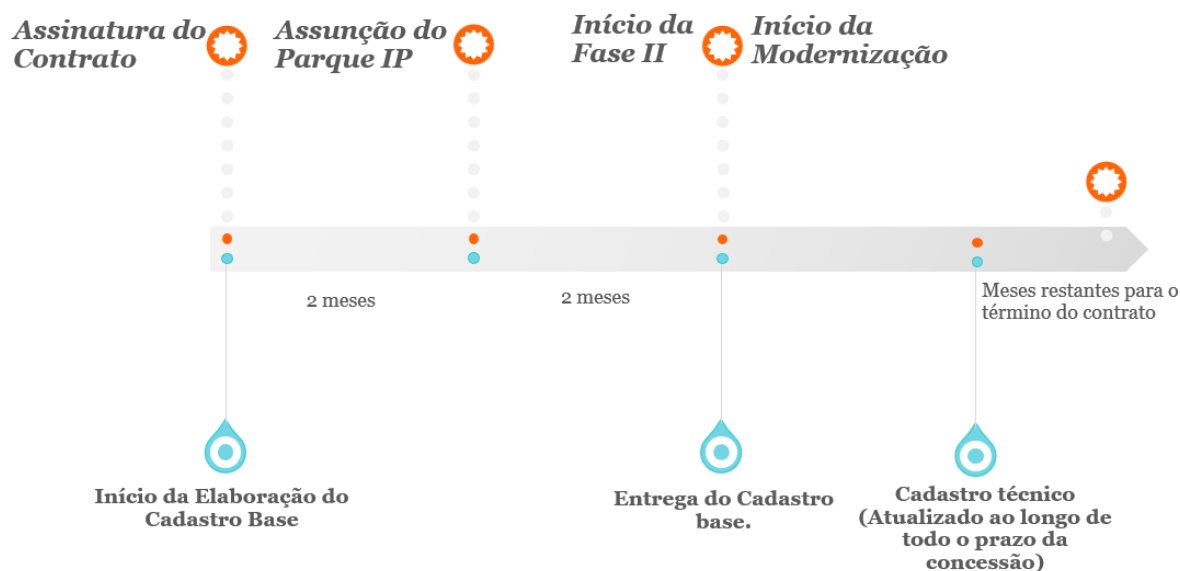 Assinatura do
Contrato
Assunção do
Parque IP
Início da
Fase II
Início da
Modernização
2 meses
2 meses
Meses restantes para o
término do contrato
Início da Elaboração do
Cadastro Base
Entrega do Cadastro
base.
Cadastro técnico
(Atualizado ao longo de
todo o prazo da
concessão)